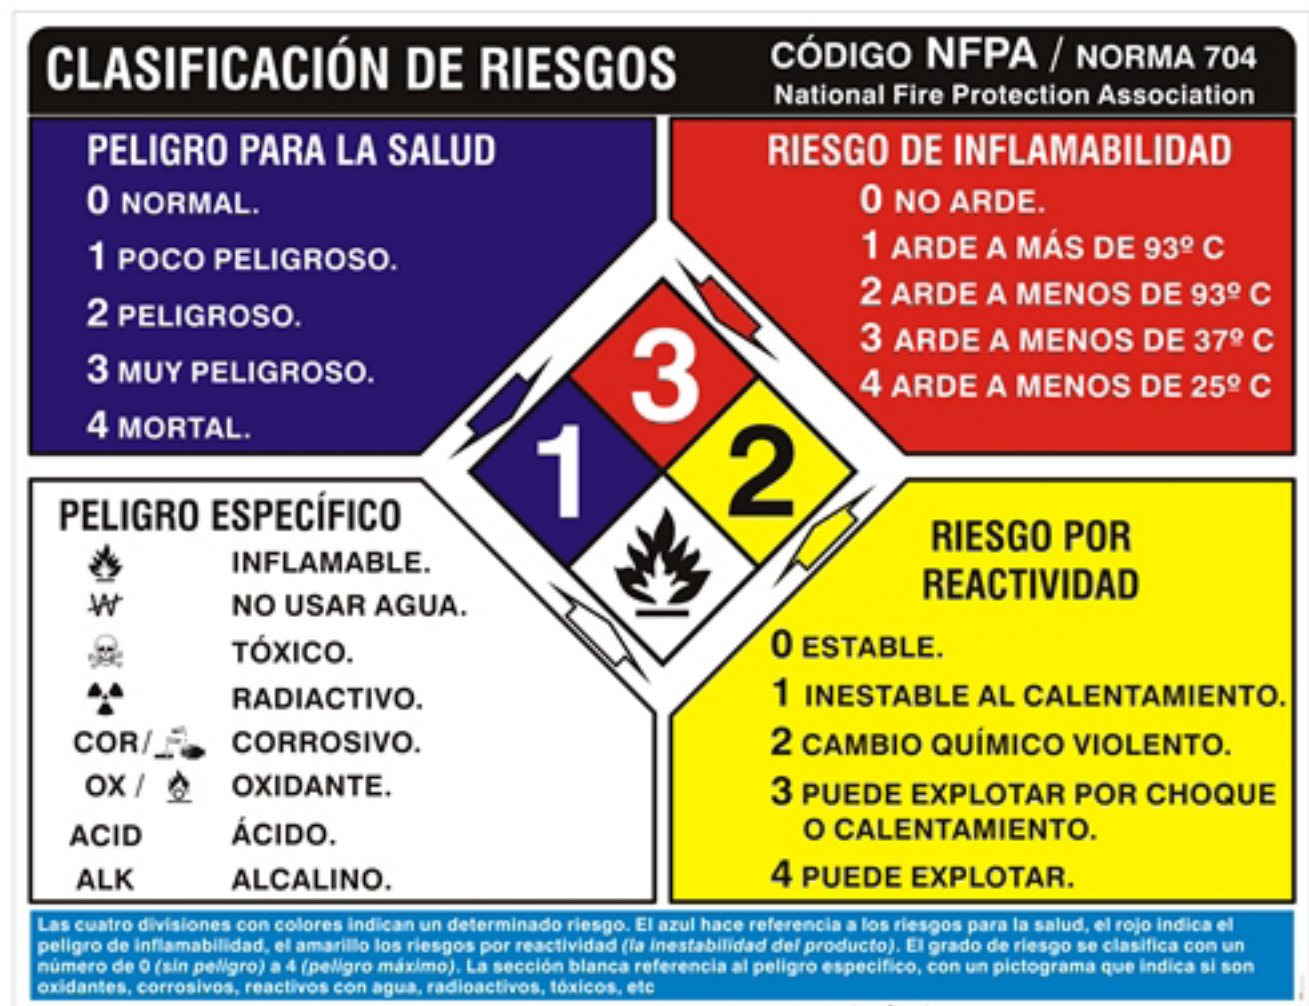 CLASIFICACIÓN DE RIESGOS
CÓDIGO NFPA / NORMA 704
National Fire Protection Association
PELIGRO PARA LA SALUD
0 NORMAL.
1 POCO PELIGROSO.
2 PELIGROSO.
3 MUY PELIGROSO.
4 MORTAL.
RIESGO DE INFLAMABILIDAD
0 NO ARDE.
1 ARDE A MÁS DE 93º C
2 ARDE A MENOS DE 93º C
3 ARDE A MENOS DE 37º C
4 ARDE A MENOS DE 25º C
3
1
2
PELIGRO ESPECÍFICO
INFLAMABLE.
W NO USAR AGUA.
TÓXICO.
RADIACTIVO.
COR/ CORROSIVO.
OX / OXIDANTE.
ACID ÁCIDO.
ALK ALCALINO.
RIESGO POR
REACTIVIDAD
0 ESTABLE.
1 INESTABLE AL CALENTAMIENTO.
2 CAMBIO QUÍMICO VIOLENTO.
3 PUEDE EXPLOTAR POR CHOQUE
O CALENTAMIENTO.
4 PUEDE EXPLOTAR.
Las cuatro divisiones con colores indican un determinado riesgo. El azul hace referencia a los riesgos para la salud, el rojo indica el
peligro de inflamabilidad, el amarillo los riesgos por reactividad (la inestabilidad del producto). El grado de riesgo se clasifica con un
número de 0 (sin peligro) a 4 (peligro máximo). La sección blanca referencia al peligro especifico, con un pictograma que indica si son
oxidantes, corrosivos, reactivos con agua, radioactivos, tóxicos, etc